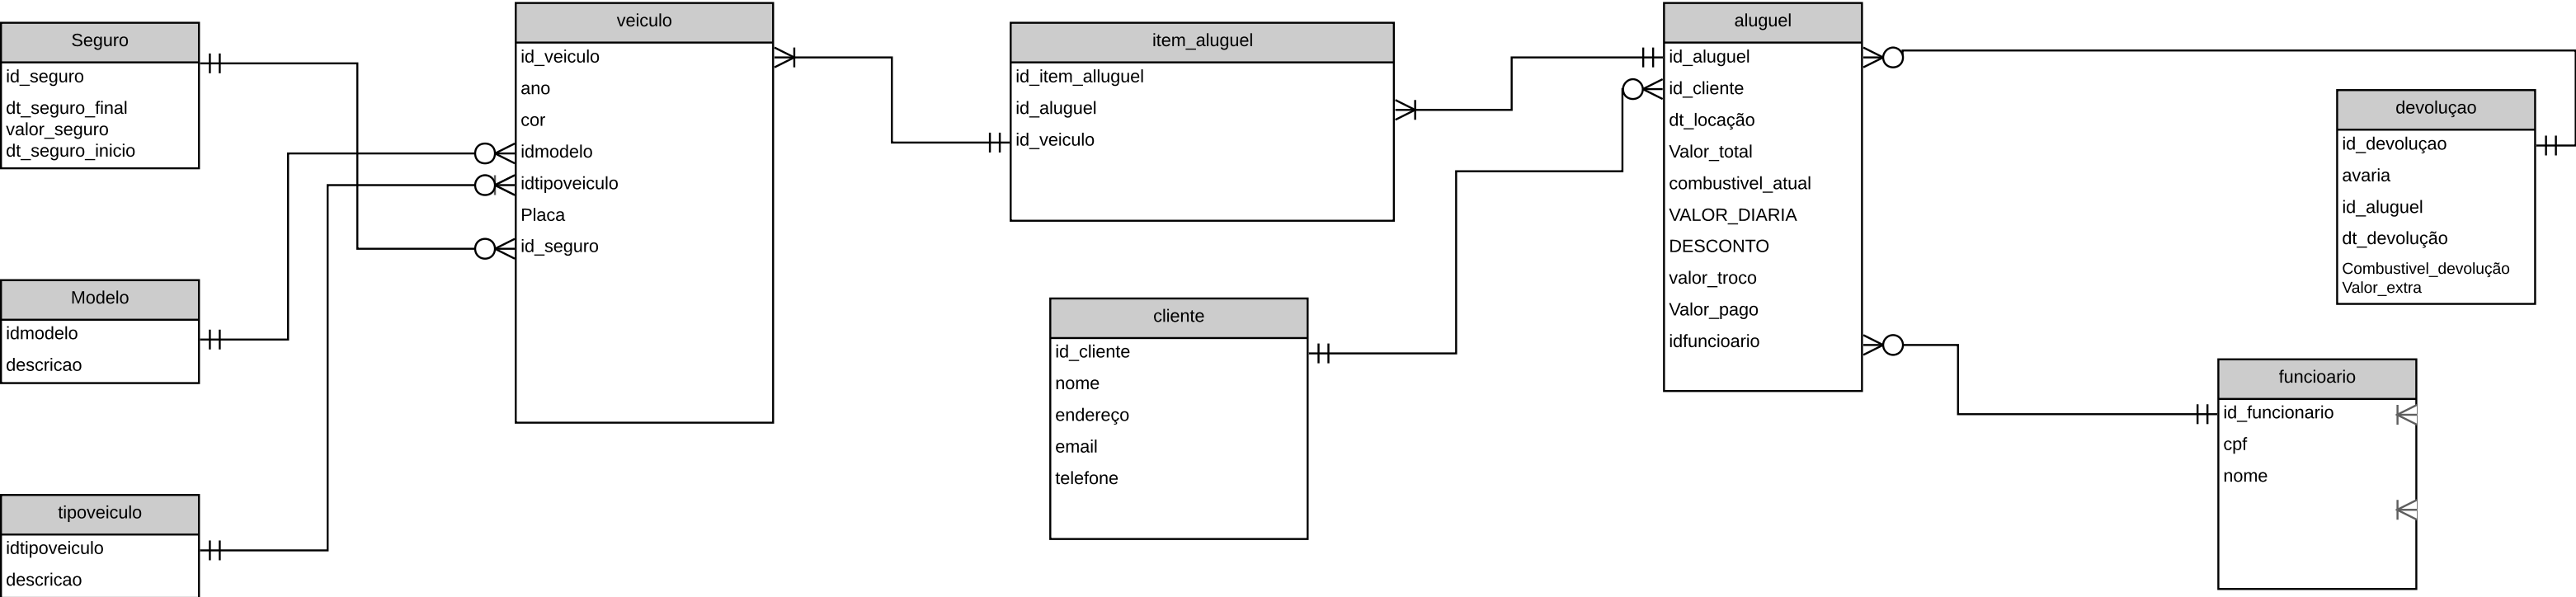 Seguro
id_seguro
dt_seguro_final
valor_seguro
dt_seguro_inicio
Modelo
idmodelo
descricao
tipoveiculo
idtipoveiculo
descricao
veiculo
id_veiculo
ano
cor
idmodelo
idtipoveiculo
Placa
id_seguro
item_aluguel
id_item_alluguel
id_aluguel
id_veiculo
cliente
id_cliente
nome
endereço
email
telefone
aluguel
id_aluguel
id_cliente
dt_locação
Valor_total
combustivel_atual
VALOR_DIARIA
DESCONTO
valor_troco
Valor_pago
idfuncioario
devoluçao
id_devoluçao
avaria
id_aluguel
dt_devolução
Combustivel_devolução
Valor_extra
funcioario
id_funcionario
cpf
nome